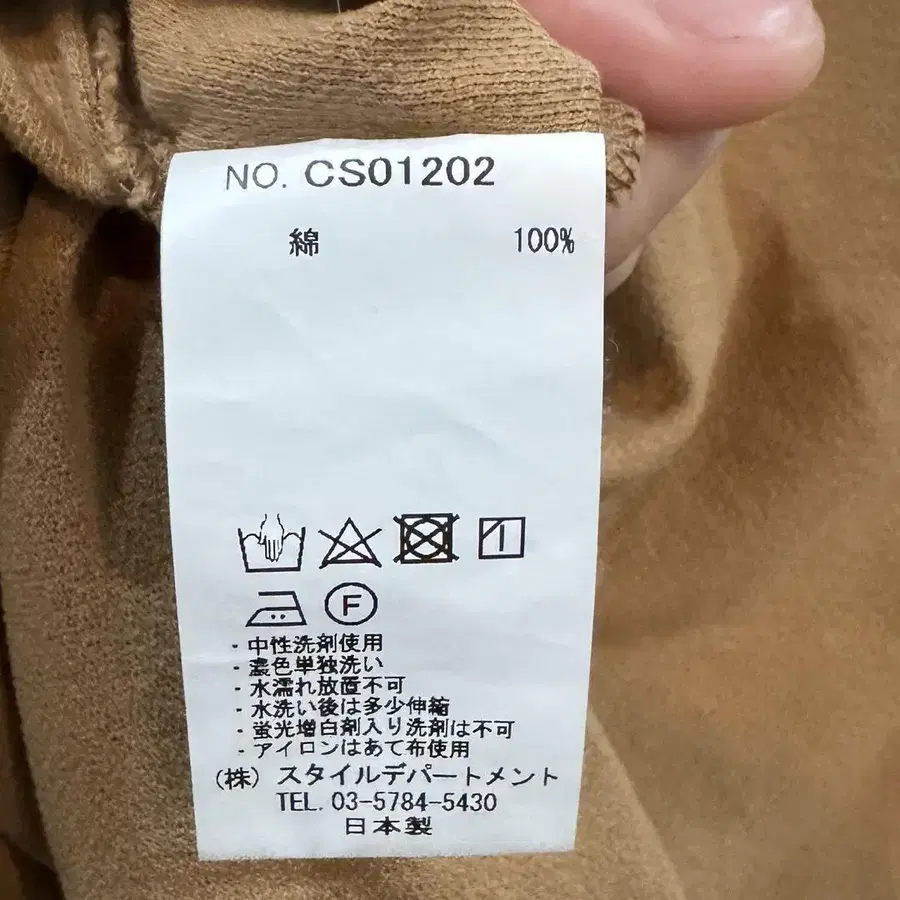 NO. CS01202
綿 100%
F
・中性洗剤使用
・濃色単独洗い
・水濡れ放置不可
・水洗い後は多少伸縮
・蛍光増白剤入り洗剤は不可
・アイロンはあて布使用
(株) スタイルデパートメント
TEL. 03-5784-5430
日本製